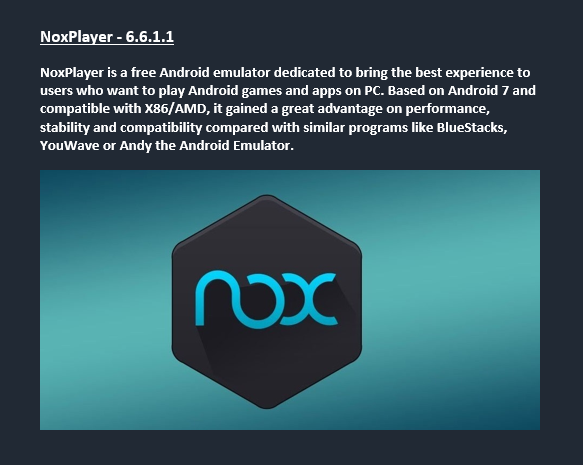 NoxPlayer - 6.6.1.1
NoxPlayer is a free Android emulator dedicated to bring the best experience to
users who want to play Android games and apps on PC. Based on Android 7 and
compatible with X86/AMD, it gained a great advantage on performance,
stability and compatibility compared with similar programs like BlueStacks,
YouWave or Andy the Android Emulator.
nox